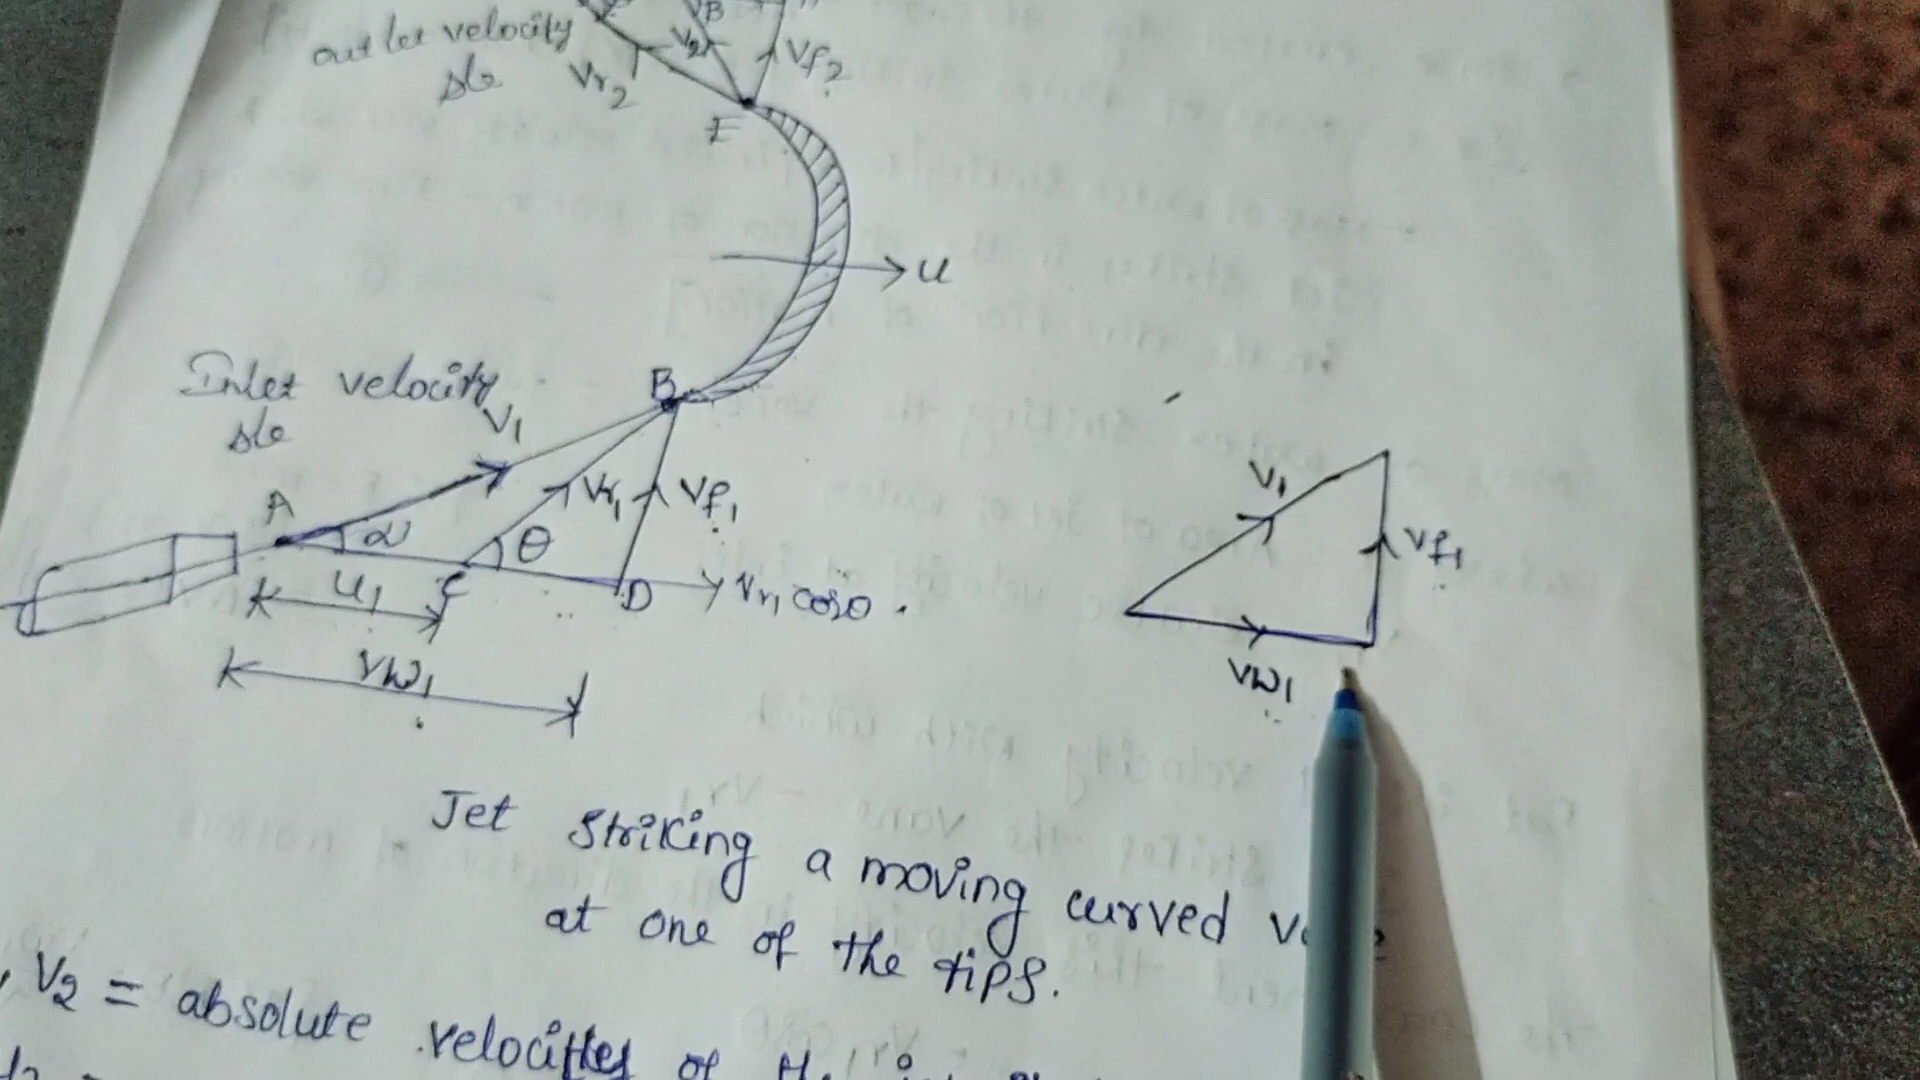 outlet velocity
Vr2
V2
Vf2
E
u
Inlet velocity
V1
B
A
α
Vr1
Vf1
θ
u1
C
D
Vr1 cosθ.
Vw1
V1
Vf1
Vw1
Jet Striking a moving curved
at one of the tips.
V2 = absolute velocities of